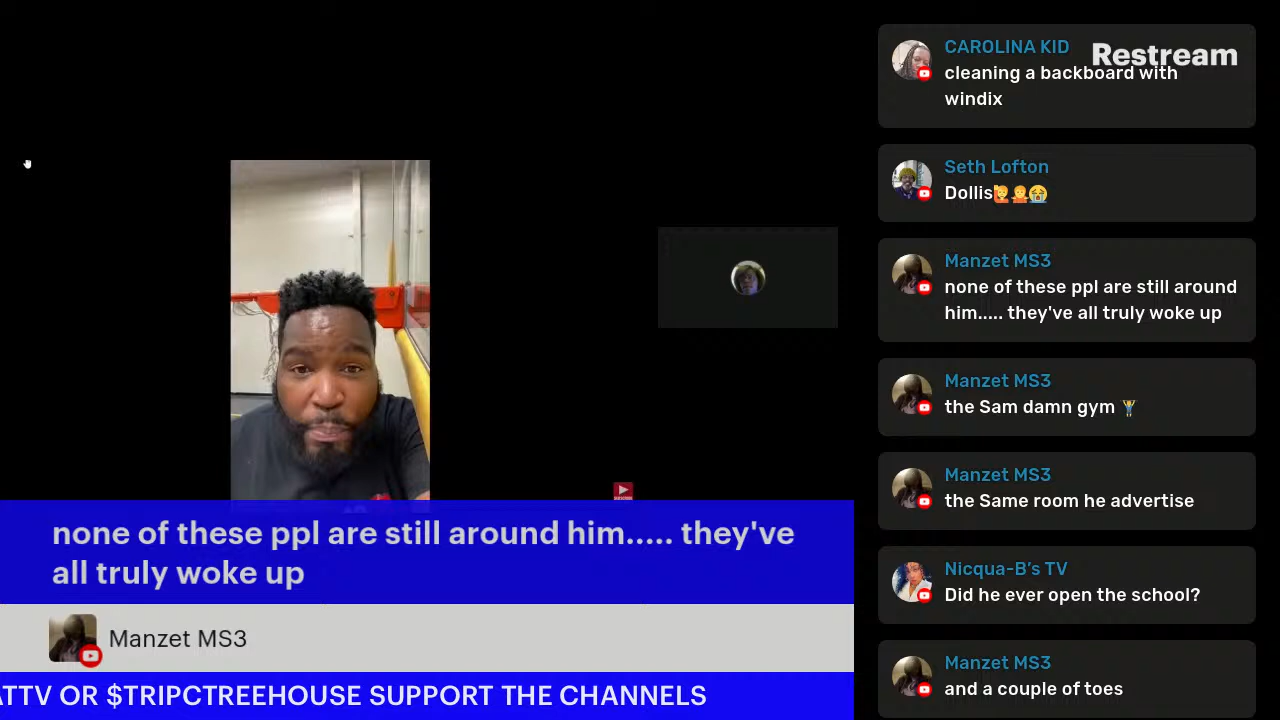 CAROLINA KID
Restream
cleaning a backboard with
windix
Seth Lofton
Dollis🙋🤷😭
Manzet MS3
none of these ppl are still around
him..... they've all truly woke up
Manzet MS3
the Sam damn gym 🏋
Manzet MS3
the Same room he advertise
Nicqua-B's TV
Did he ever open the school?
Manzet MS3
and a couple of toes
none of these ppl are still around him..... they've
all truly woke up
Manzet MS3
ATTV OR $TRIPCTREEHOUSE SUPPORT THE CHANNELS